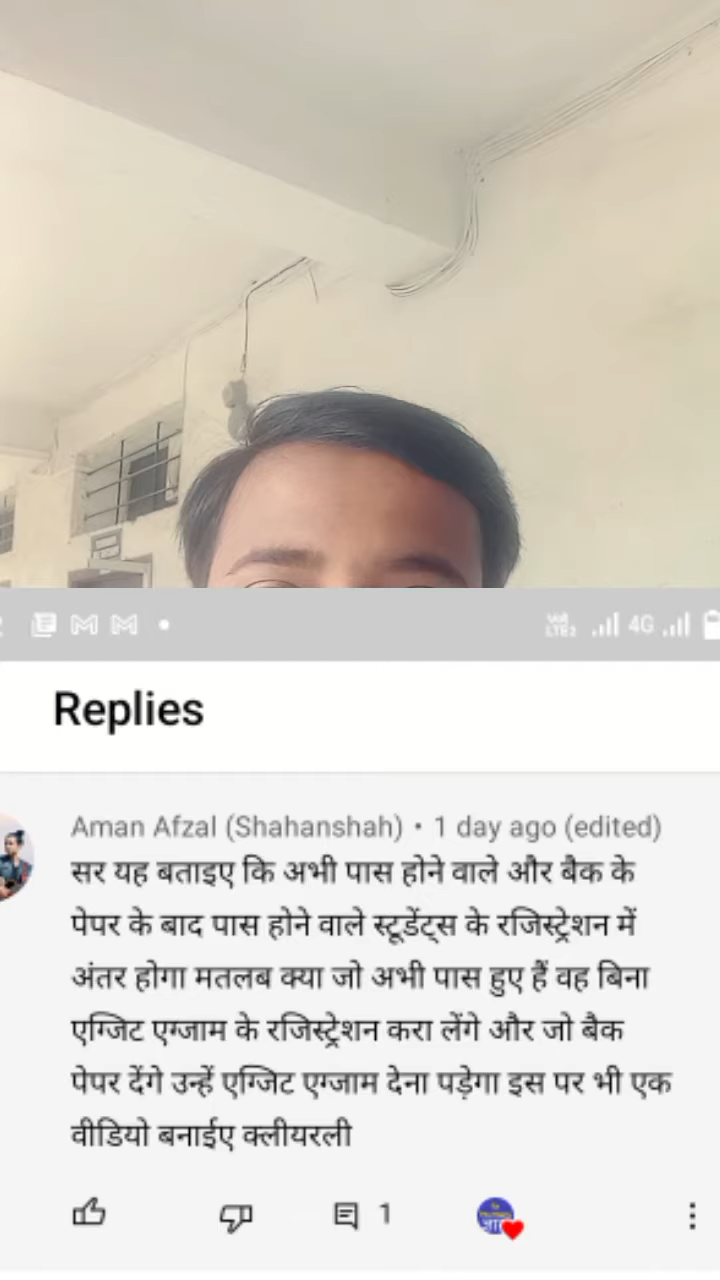 4G
Replies
Aman Afzal (Shahanshah) • 1 day ago (edited)
सर यह बताइए कि अभी पास होने वाले और बैक के
पेपर के बाद पास होने वाले स्टूडेंट्स के रजिस्ट्रेशन में
अंतर होगा मतलब क्या जो अभी पास हुए हैं वह बिना
एग्जिट एग्जाम के रजिस्ट्रेशन करा लेंगे और जो बैक
पेपर देंगे उन्हें एग्जिट एग्जाम देना पड़ेगा इस पर भी एक
वीडियो बनाईए क्लीयरली
1